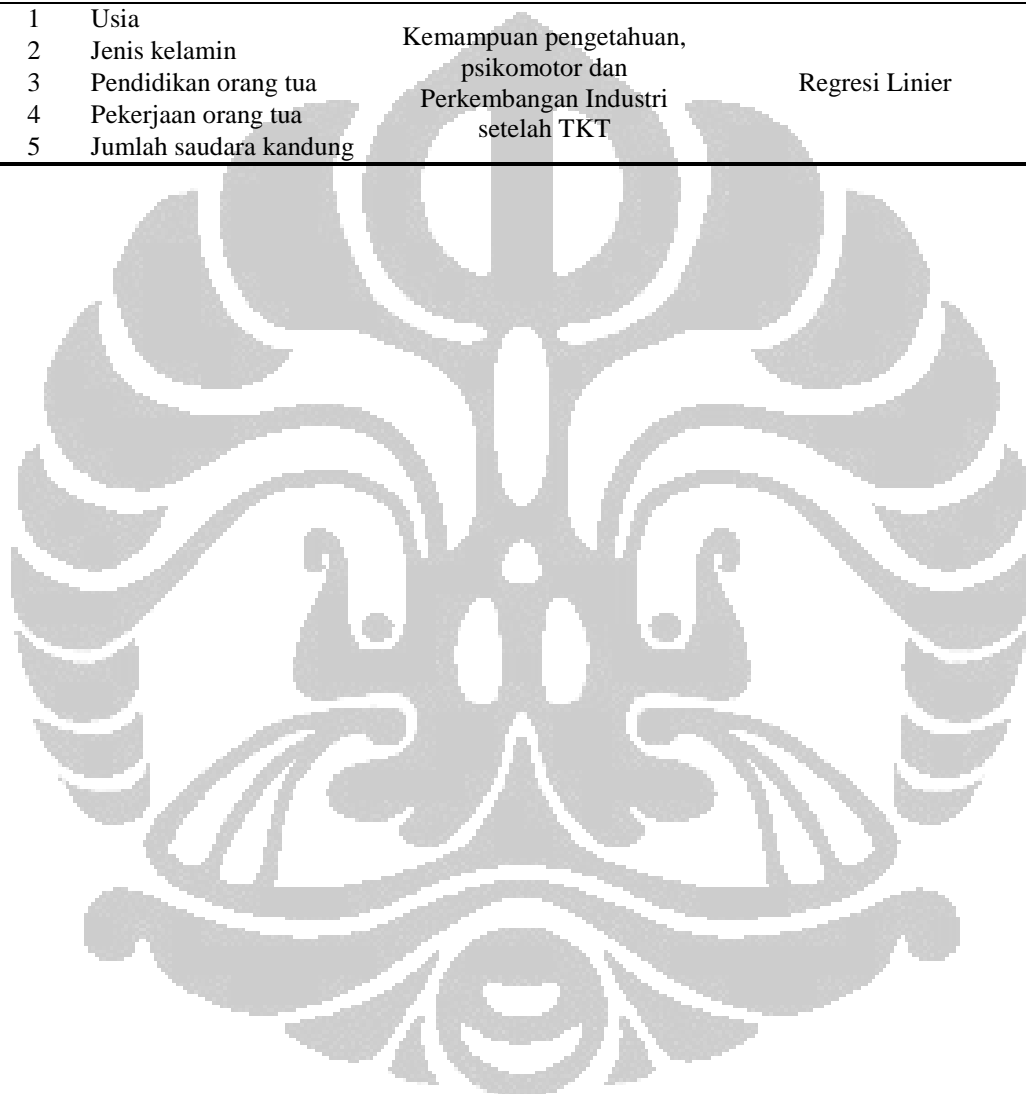 1 Usia
2 Jenis kelamin
3 Pendidikan orang tua
4 Pekerjaan orang tua
5 Jumlah saudara kandung
Kemampuan pengetahuan,
psikomotor dan
Perkembangan Industri
setelah TKT
Regresi Linier